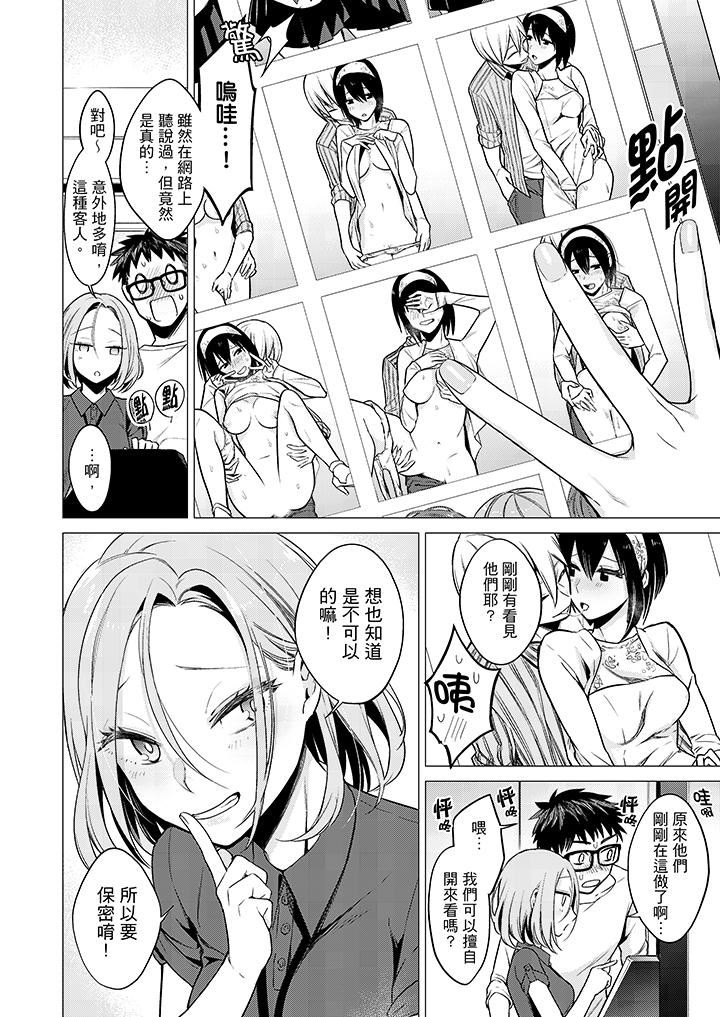 點
開
驚
嗚哇⋯！
雖然在網路上
聽說過，但竟然
是真的⋯
對吧～
意外地多唷，
這種客人。
點
點
⋯啊，
剛剛有看見
他們耶？
咦
哇
啊
原來他們
剛剛在這做了啊⋯
怦
咚
怦
咚
怦
咚
喂⋯
我們可以擅自
開來看嗎？
想也知道
是不可以
的嘛！
所以要
保密唷！